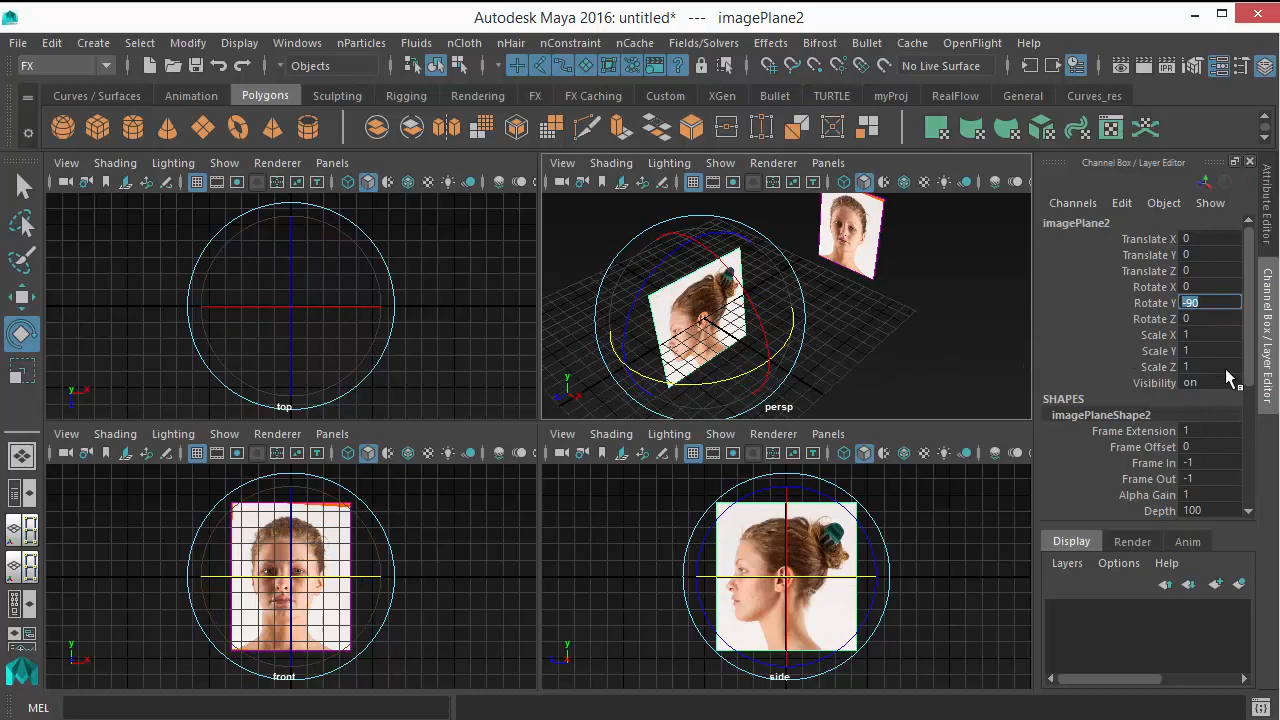 Autodesk Maya 2016: untitled* --- imagePlane2
File Edit Create Select Modify Display Windows nParticles Fluids nCloth nHair nConstraint nCache Fields/Solvers Effects Bifrost Bullet Cache OpenFlight Help
FX Objects No Live Surface
Curves / Surfaces Animation Polygons Sculpting Rigging Rendering FX FX Caching Custom XGen Bullet TURTLE myProj RealFlow General Curves_res
View Shading Lighting Show Renderer Panels
View Shading Lighting Show Renderer Panels
Channel Box / Layer Editor
Channels Edit Object Show
imagePlane2
Translate X 0
Translate Y 0
Translate Z 0
Rotate X 0
Rotate Y -90
Rotate Z 0
Scale X 1
Scale Y 1
Scale Z 1
Visibility on
SHAPES
imagePlaneShape2
Frame Extension 1
Frame Offset 0
Frame In -1
Frame Out -1
Alpha Gain 1
Depth 100
Attribute Editor
Channel Box / Layer Editor
y x
top
y x
persp
View Shading Lighting Show Renderer Panels
View Shading Lighting Show Renderer Panels
y x
front
y
side
Display Render Anim
Layers Options Help
MEL